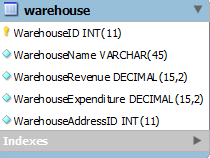 warehouse
WarehouseID INT(11)
WarehouseName VARCHAR(45)
WarehouseRevenue DECIMAL(15,2)
WarehouseExpenditure DECIMAL(15,2)
WarehouseAddressID INT(11)
Indexes